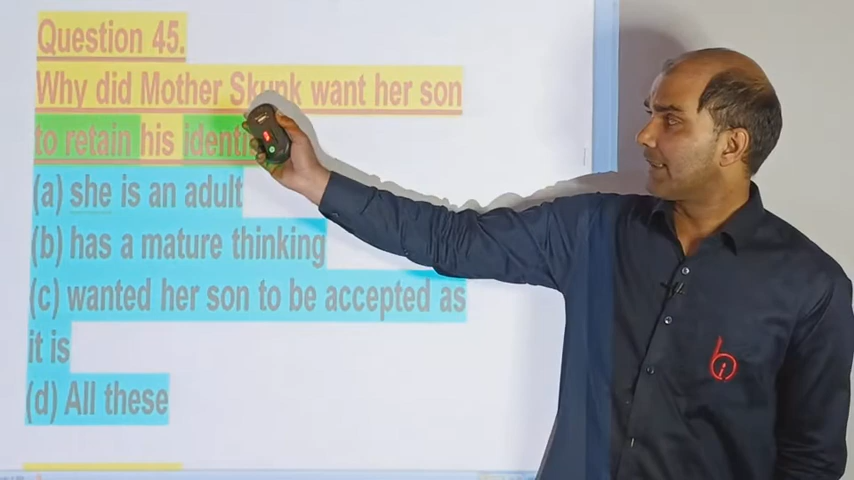 Question 45.
Why did Mother Skunk want her son
to retain his
(a) she is an adult
(b) has a mature thinking
(c) wanted her son to be accepted as
it is
(d) All these